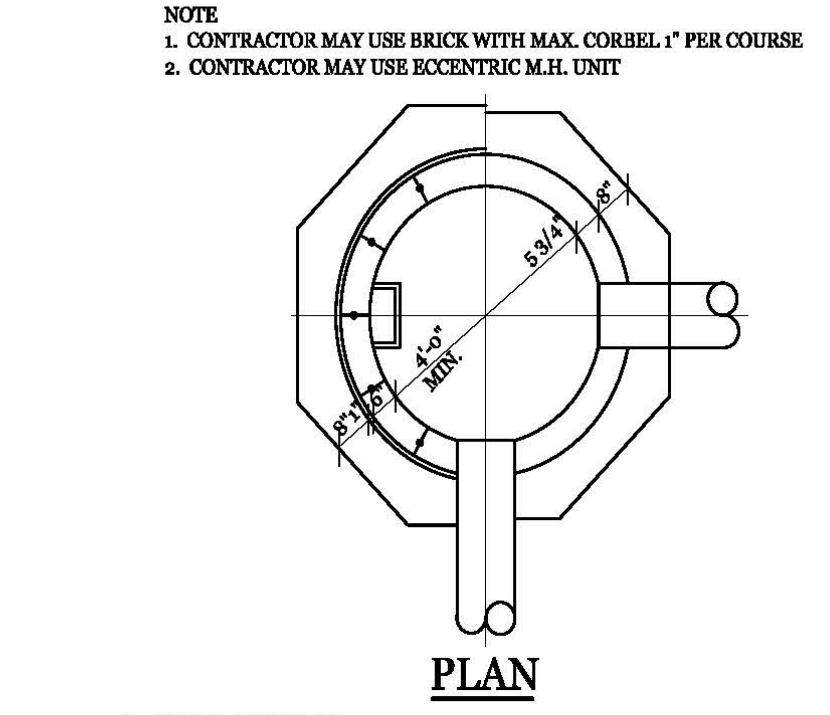 NOTE
1. CONTRACTOR MAY USE BRICK WITH MAX. CORBEL 1" PER COURSE
2. CONTRACTOR MAY USE ECCENTRIC M.H. UNIT
8"
5 3/4"
4'-0"
MIN.
8" 1" 6"
PLAN